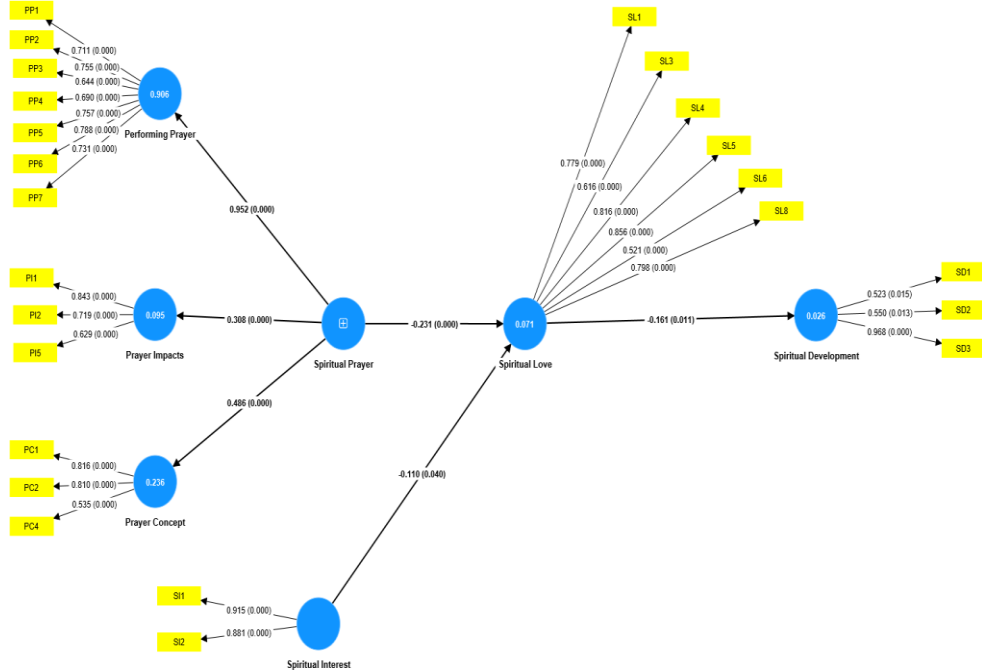 PP1
PP2
PP3
PP4
PP5
PP6
PP7
0.711 (0.000)
0.755 (0.000)
0.644 (0.000)
0.690 (0.000)
0.757 (0.000)
0.788 (0.000)
0.731 (0.000)
0.906
Performing Prayer
0.952 (0.000)
PI1
PI2
PI5
0.843 (0.000)
0.719 (0.000)
0.629 (0.000)
0.095
Prayer Impacts
0.308 (0.000)
Spiritual Prayer
0.486 (0.000)
PC1
PC2
PC4
0.816 (0.000)
0.810 (0.000)
0.535 (0.000)
0.236
Prayer Concept
SI1
SI2
0.915 (0.000)
0.881 (0.000)
Spiritual Interest
-0.110 (0.040)
-0.231 (0.000)
SL1
SL3
SL4
SL5
SL6
SL8
0.779 (0.000)
0.616 (0.000)
0.816 (0.000)
0.856 (0.000)
0.521 (0.000)
0.798 (0.000)
0.071
Spiritual Love
-0.161 (0.011)
0.026
Spiritual Development
0.523 (0.015)
0.550 (0.013)
0.968 (0.000)
SD1
SD2
SD3